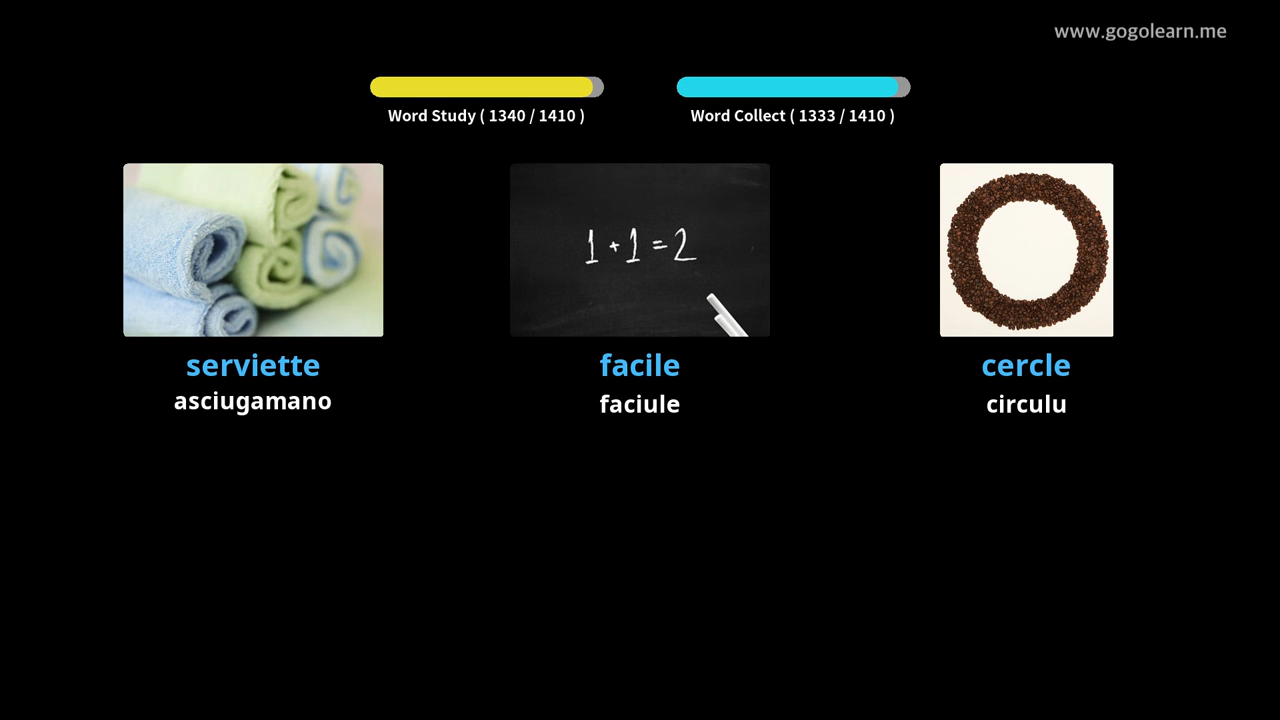 www.gogolearn.me
Word Study ( 1340 / 1410 )
Word Collect ( 1333 / 1410 )
1 + 1 = 2
serviette
asciugamano
facile
faciule
cercle
circulu